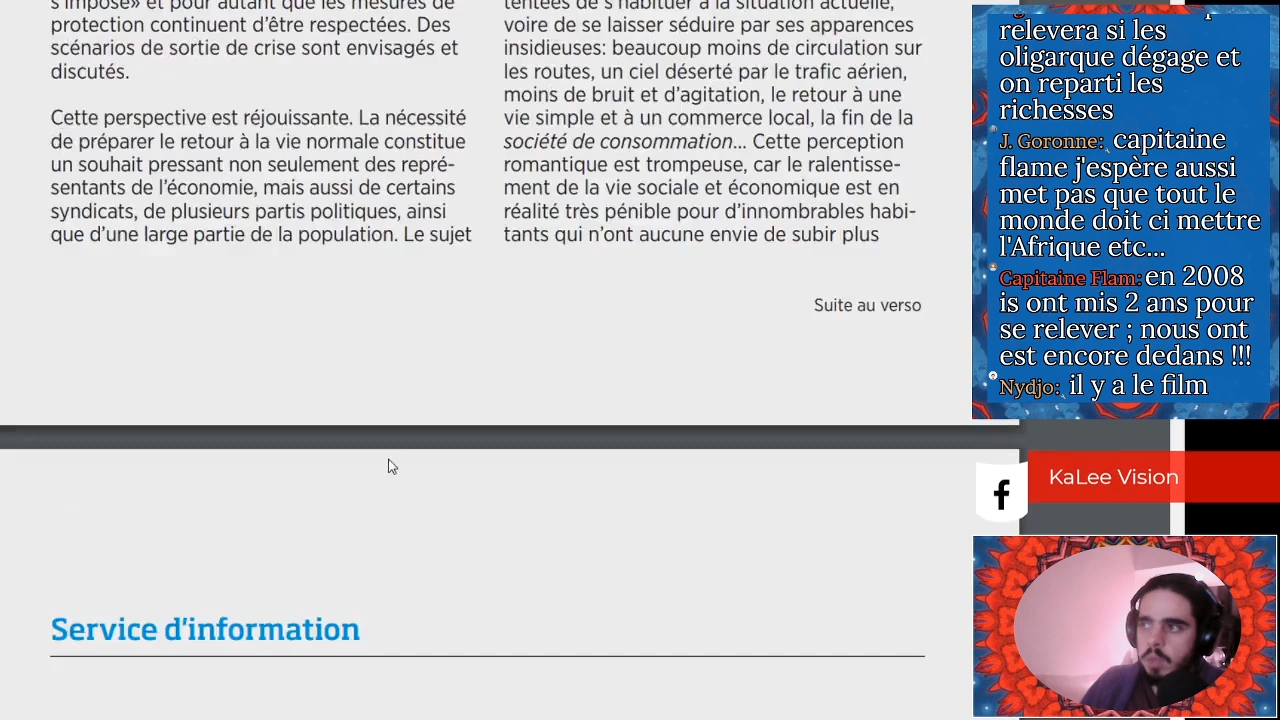 s'impose» et pour autant que les mesures de
protection continuent d'être respectées. Des
scénarios de sortie de crise sont envisagés et
discutés.
Cette perspective est réjouissante. La nécessité
de préparer le retour à la vie normale constitue
un souhait pressant non seulement des repré-
sentants de l'économie, mais aussi de certains
syndicats, de plusieurs partis politiques, ainsi
que d'une large partie de la population. Le sujet
tentées de s'habituer à la situation actuelle,
voire de se laisser séduire par ses apparences
insidieuses: beaucoup moins de circulation sur
les routes, un ciel déserté par le trafic aérien,
moins de bruit et d'agitation, le retour à une
vie simple et à un commerce local, la fin de la
société de consommation... Cette perception
romantique est trompeuse, car le ralentisse-
ment de la vie sociale et économique est en
réalité très pénible pour d'innombrables habi-
tants qui n'ont aucune envie de subir plus
Suite au verso
Service d'information
relevera si les
oligarque dégage et
on reparti les
richesses
J. Goronne: capitaine
flame j'espère aussi
met pas que tout le
monde doit ci mettre
l'Afrique etc...
Capitaine Flam: en 2008
is ont mis 2 ans pour
se relever ; nous ont
est encore dedans !!!
Nydjo: il y a le film
f
KaLee Vision